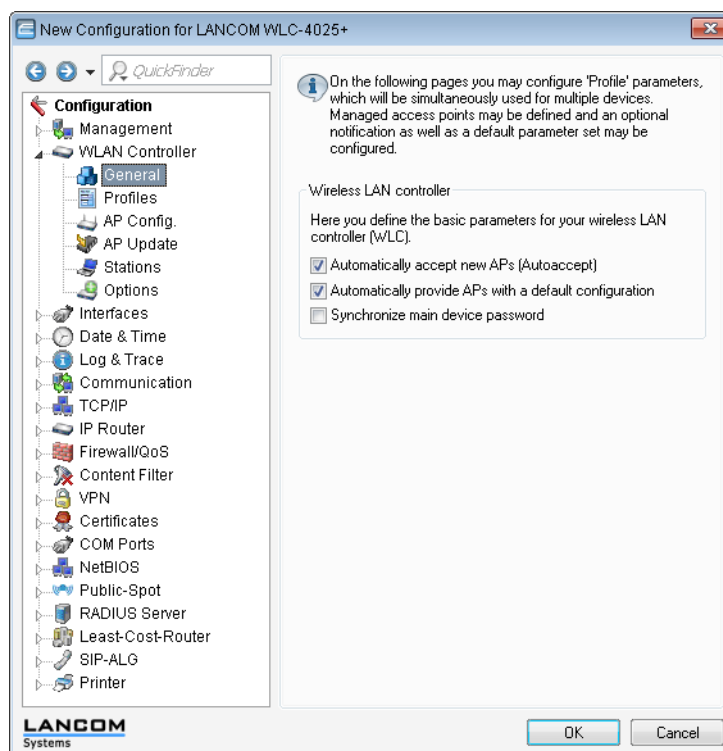 New Configuration for LANCOM WLC-4025+
QuickFinder
Configuration
Management
WLAN Controller
General
Profiles
AP Config.
AP Update
Stations
Options
Interfaces
Date & Time
Log & Trace
Communication
TCP/IP
IP Router
Firewall/QoS
Content Filter
VPN
Certificates
COM Ports
NetBIOS
Public-Spot
RADIUS Server
Least-Cost-Router
SIP-ALG
Printer
On the following pages you may configure 'Profile' parameters,
which will be simultaneously used for multiple devices.
Managed access points may be defined and an optional
notification as well as a default parameter set may be
configured.
Wireless LAN controller
Here you define the basic parameters for your wireless LAN
controller (WLC).
Automatically accept new APs (Autoaccept)
Automatically provide APs with a default configuration
Synchronize main device password
LANCOM
Systems
OK
Cancel